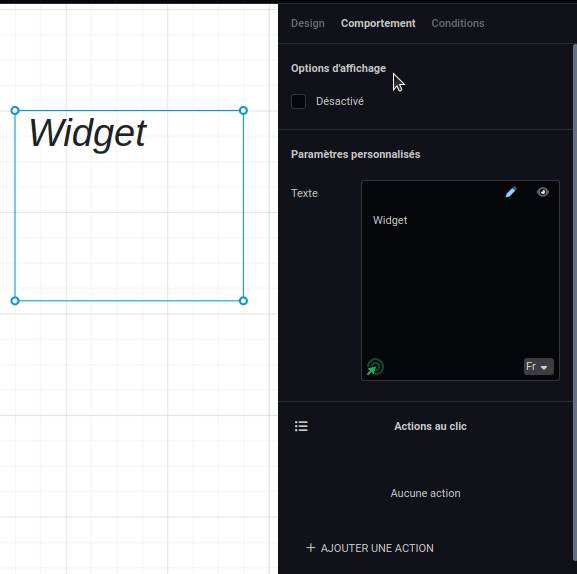 Design Comportement Conditions
Options d'affichage
Widget
Désactivé
Paramètres personnalisés
Texte
Widget
Fr
Actions au clic
Aucune action
+ AJOUTER UNE ACTION